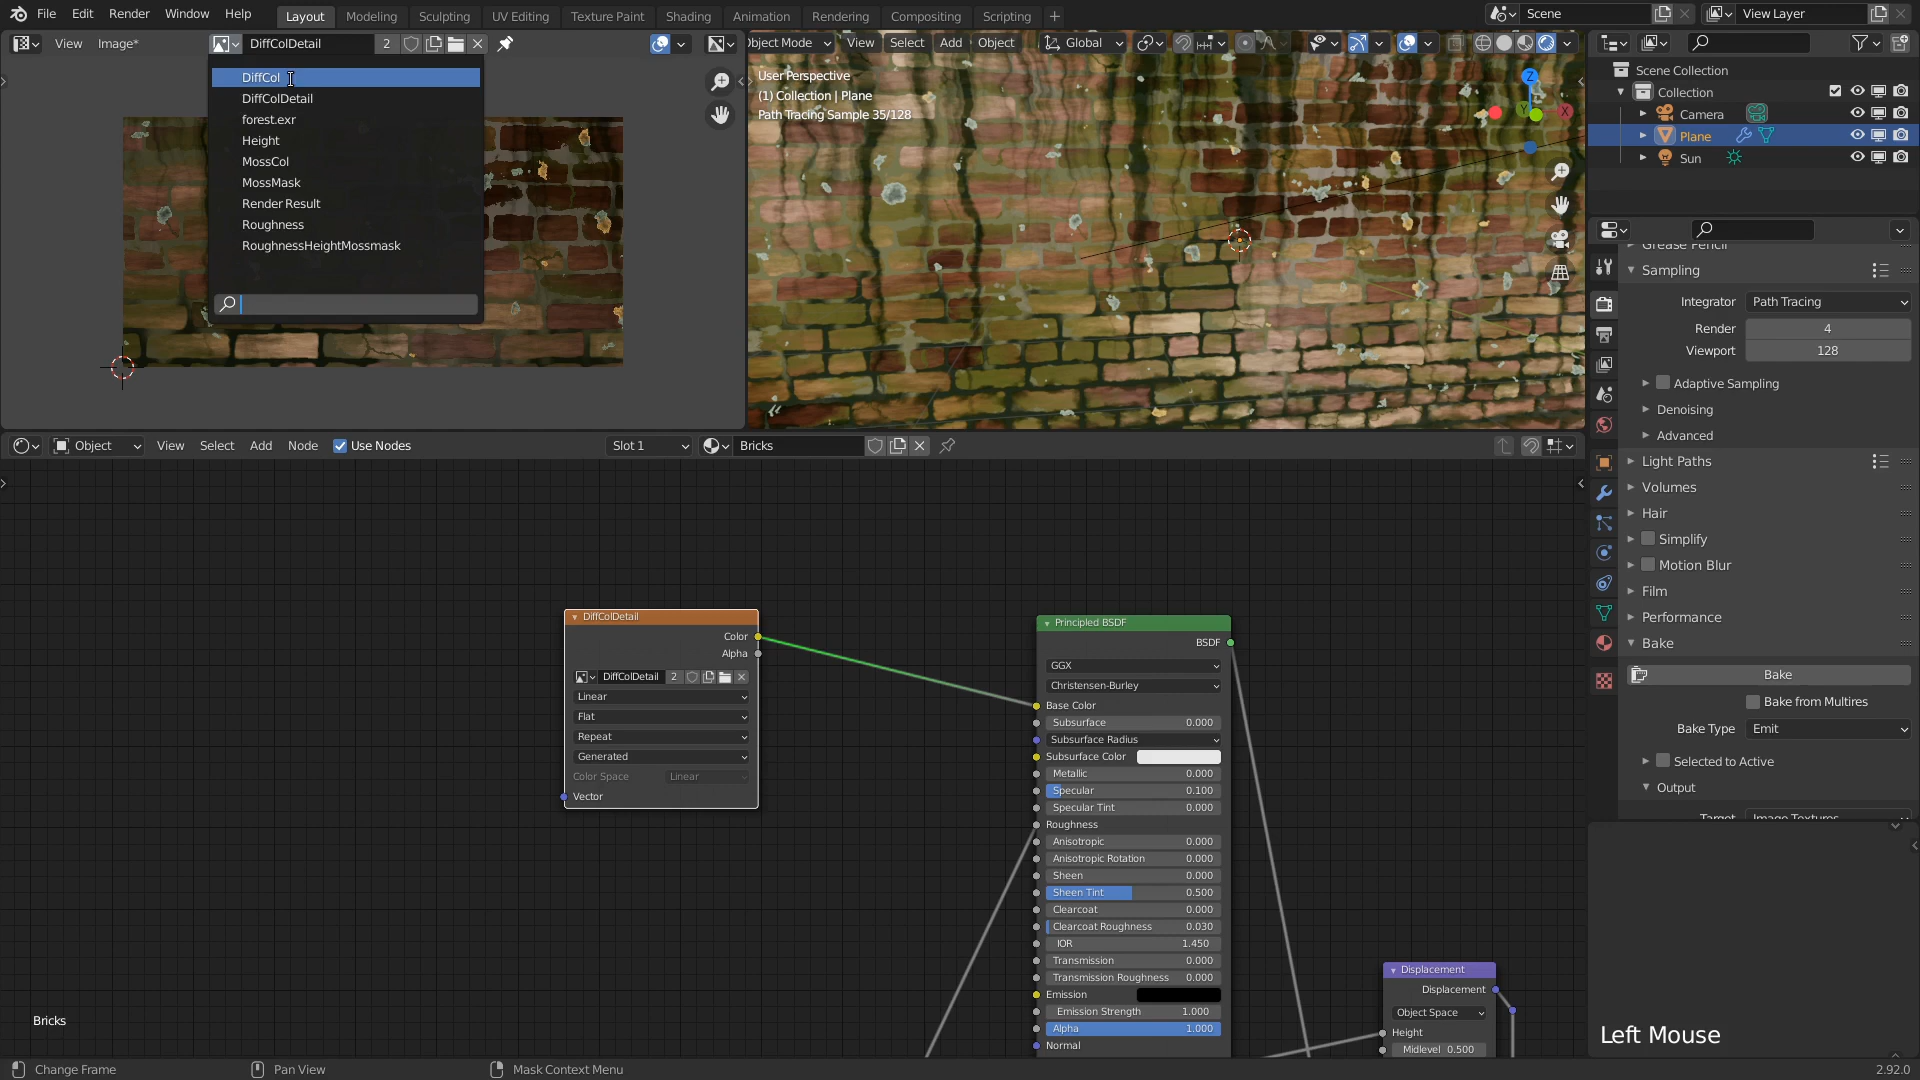 File Edit Render Window Help Layout Modeling Sculpting UV Editing Texture Paint Shading Animation Rendering Compositing Scripting Scene View Layer
View Image* DiffColDetail 2
DiffCol
DiffColDetail
forest.exr
Height
MossCol
MossMask
Render Result
Roughness
RoughnessHeightMossmask
Object Mode View Select Add Object Global
User Perspective
(1) Collection | Plane
Path Tracing Sample 35/128
Z
Y
X
Scene Collection
Collection
Camera
Plane
Sun
Grease Pencil
Sampling
Integrator Path Tracing
Render 4
Viewport 128
Adaptive Sampling
Denoising
Advanced
Light Paths
Volumes
Hair
Simplify
Motion Blur
Film
Performance
Bake
Bake
Bake from Multires
Bake Type Emit
Selected to Active
Output
Target Image Textures
Object View Select Add Node Use Nodes Slot 1 Bricks
DiffColDetail
Color
Alpha
DiffColDetail 2
Linear
Flat
Repeat
Generated
Color Space Linear
Vector
Principled BSDF
BSDF
GGX
Christensen-Burley
Base Color
Subsurface 0.000
Subsurface Radius
Subsurface Color
Metallic 0.000
Specular 0.100
Specular Tint 0.000
Roughness
Anisotropic 0.000
Anisotropic Rotation 0.000
Sheen 0.000
Sheen Tint 0.500
Clearcoat 0.000
Clearcoat Roughness 0.030
IOR 1.450
Transmission 0.000
Transmission Roughness 0.000
Emission
Emission Strength 1.000
Alpha 1.000
Normal
Displacement
Displacement
Object Space
Height
Midlevel 0.500
Bricks
Left Mouse
Change Frame Pan View Mask Context Menu 2.92.0